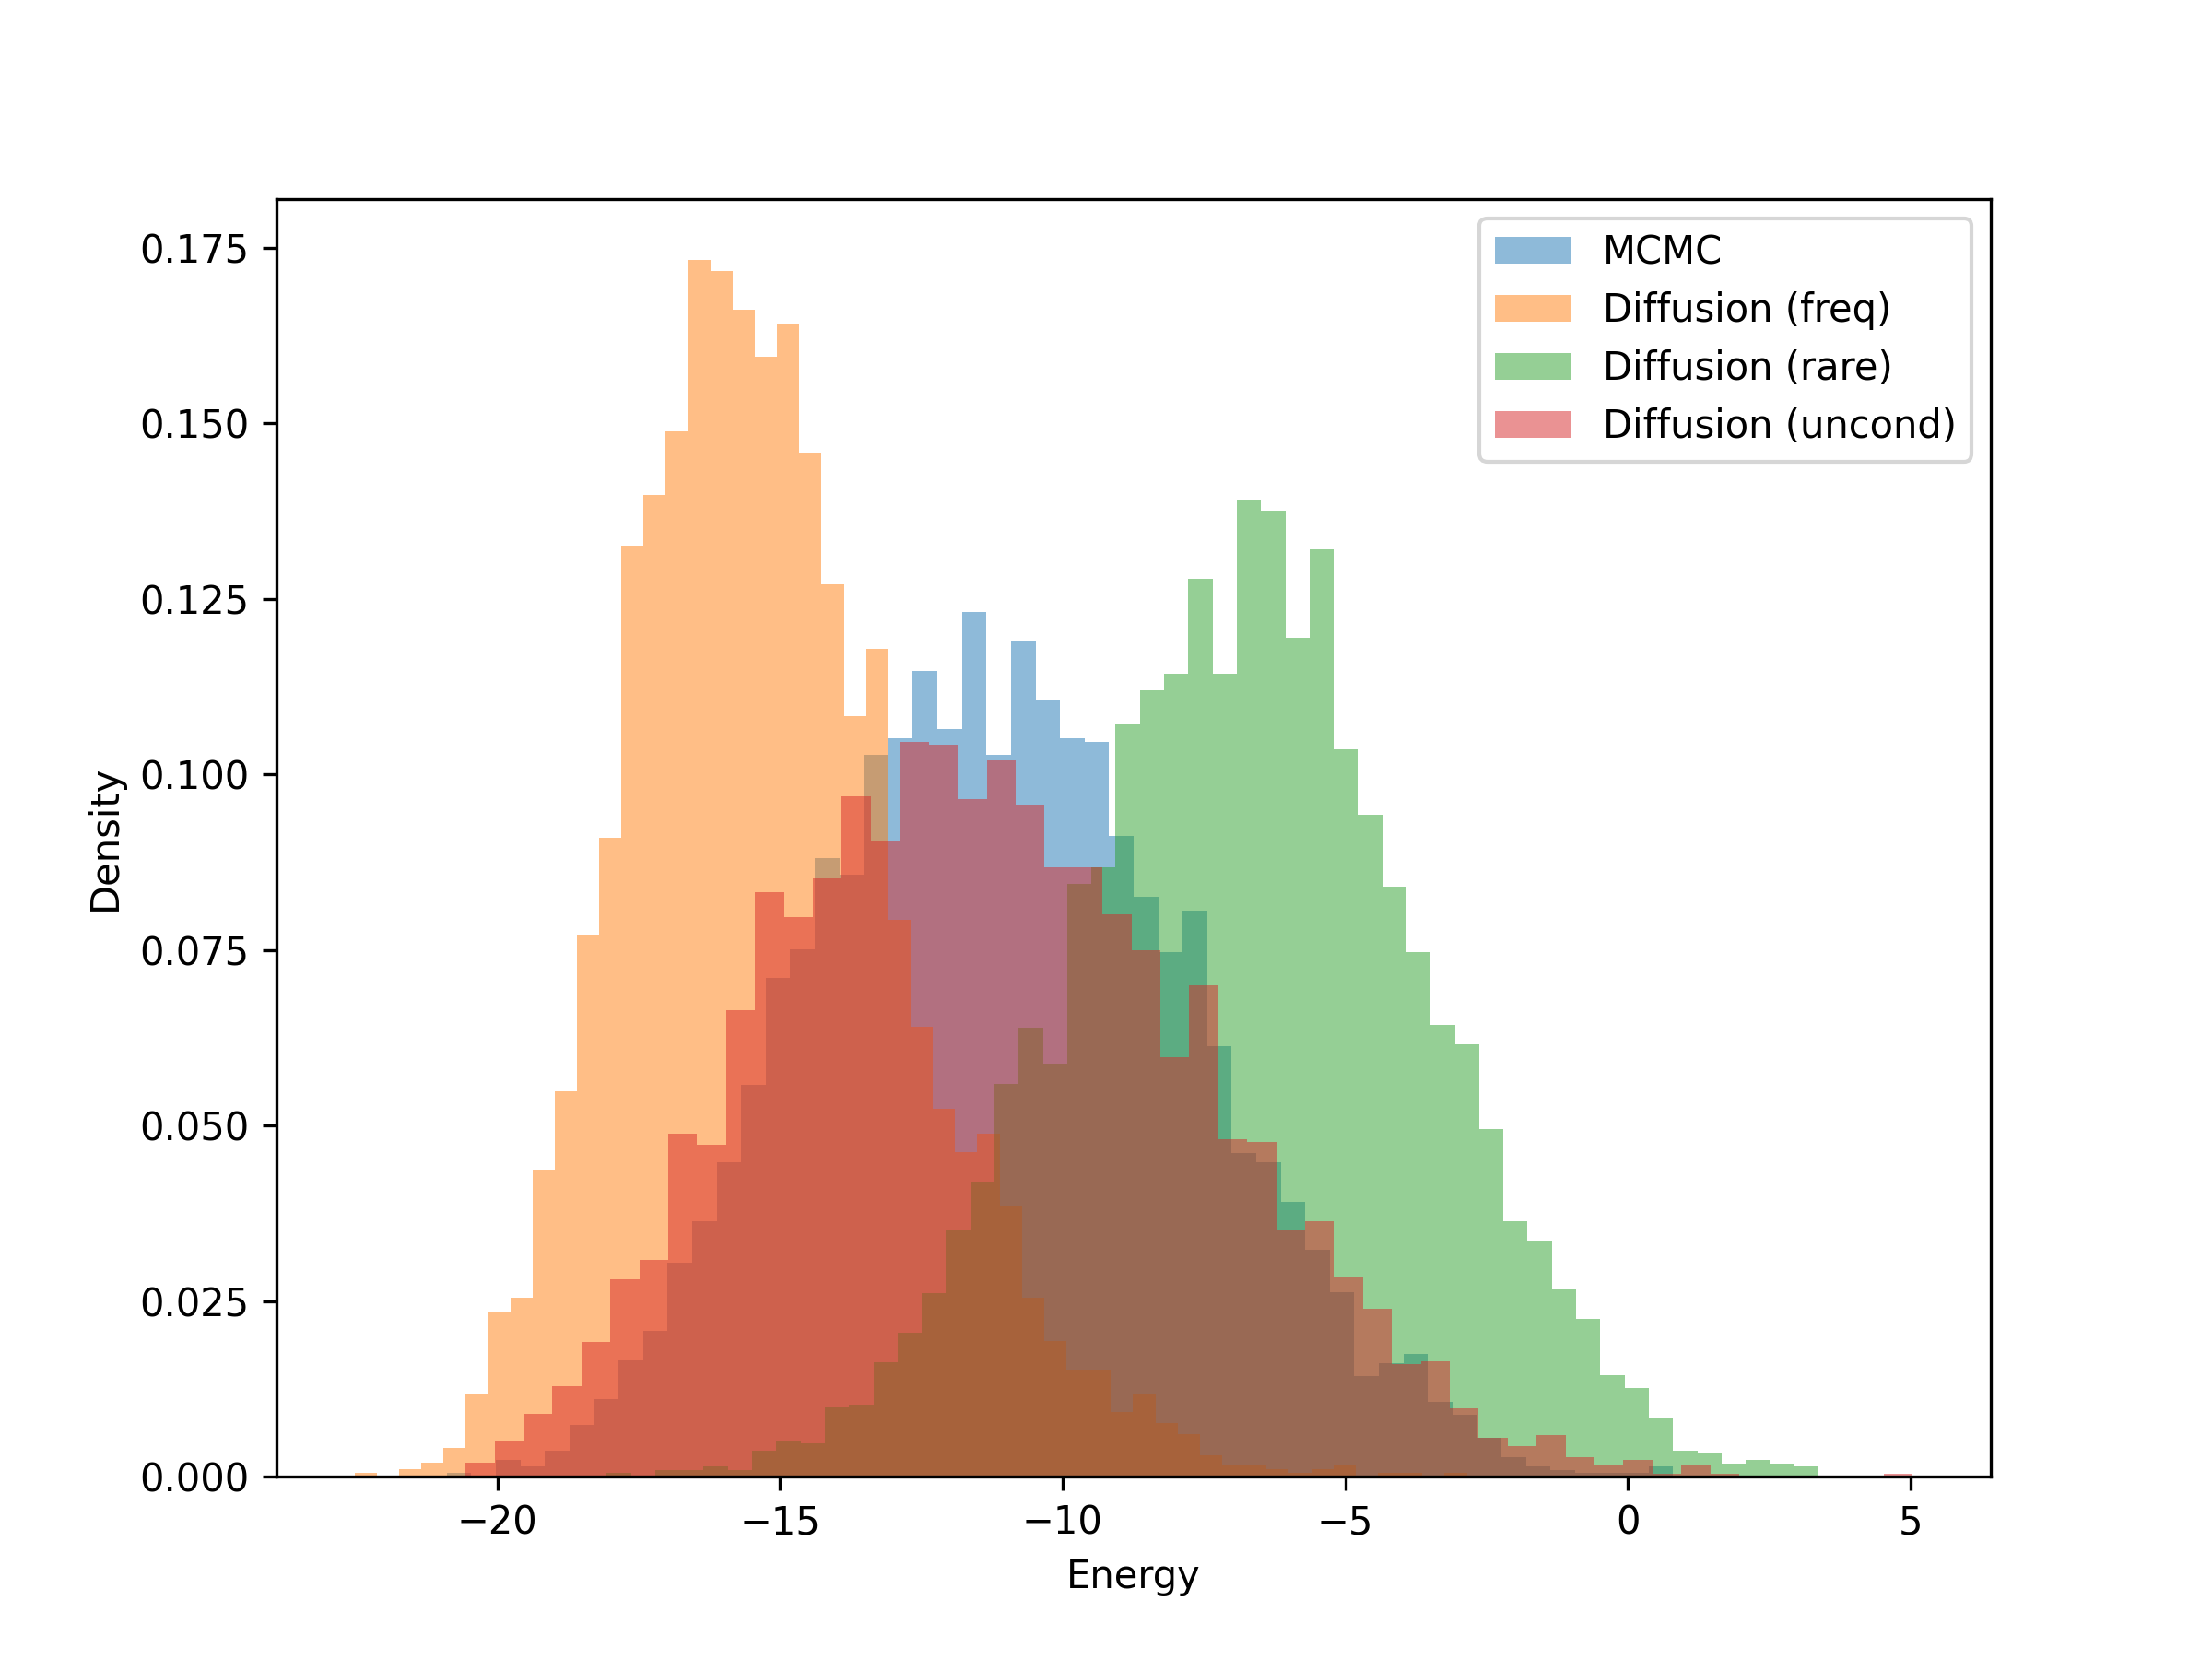 MCMC
Diffusion (freq)
Diffusion (rare)
Diffusion (uncond)
0.175
0.150
0.125
0.100
0.075
0.050
0.025
0.000
Density
−20 −15 −10 −5 0 5
Energy